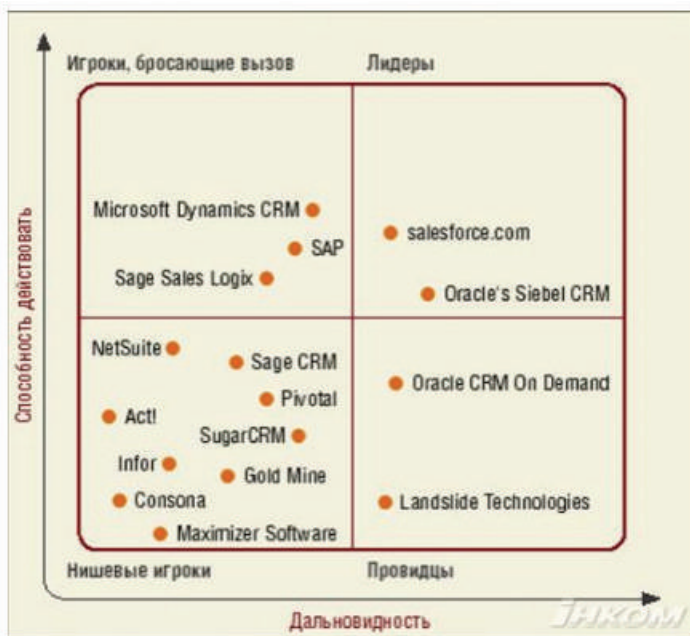 Игроки, бросающие вызов
Лидеры
Microsoft Dynamics CRM
salesforce.com
SAP
Sage Sales Logix
Oracle's Siebel CRM
NetSuite
Sage CRM
Oracle CRM On Demand
Pivotal
Act!
SugarCRM
Infor
Gold Mine
Consona
Landslide Technologies
Maximizer Software
Нишевые игроки
Провидцы
Способность действовать
Дальновидность
інком